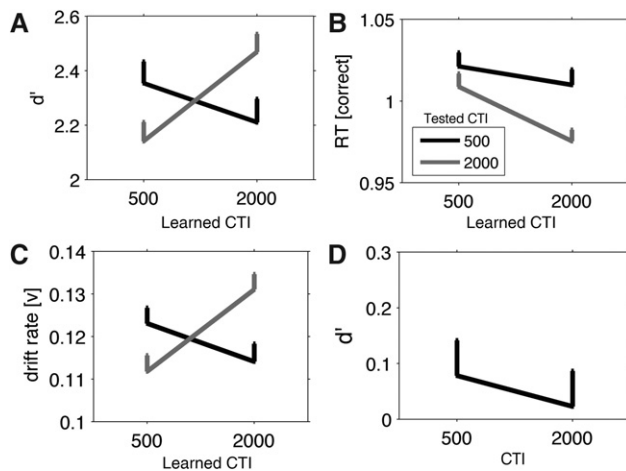 A
2.6
2.4
2.2
2
d'
500
2000
Learned CTI
B
1.05
1
0.95
RT [correct]
Tested CTI
500
2000
500
2000
Learned CTI
C
0.14
0.13
0.12
0.11
0.1
drift rate [v]
500
2000
Learned CTI
D
0.3
0.2
0.1
0
d'
500
2000
CTI